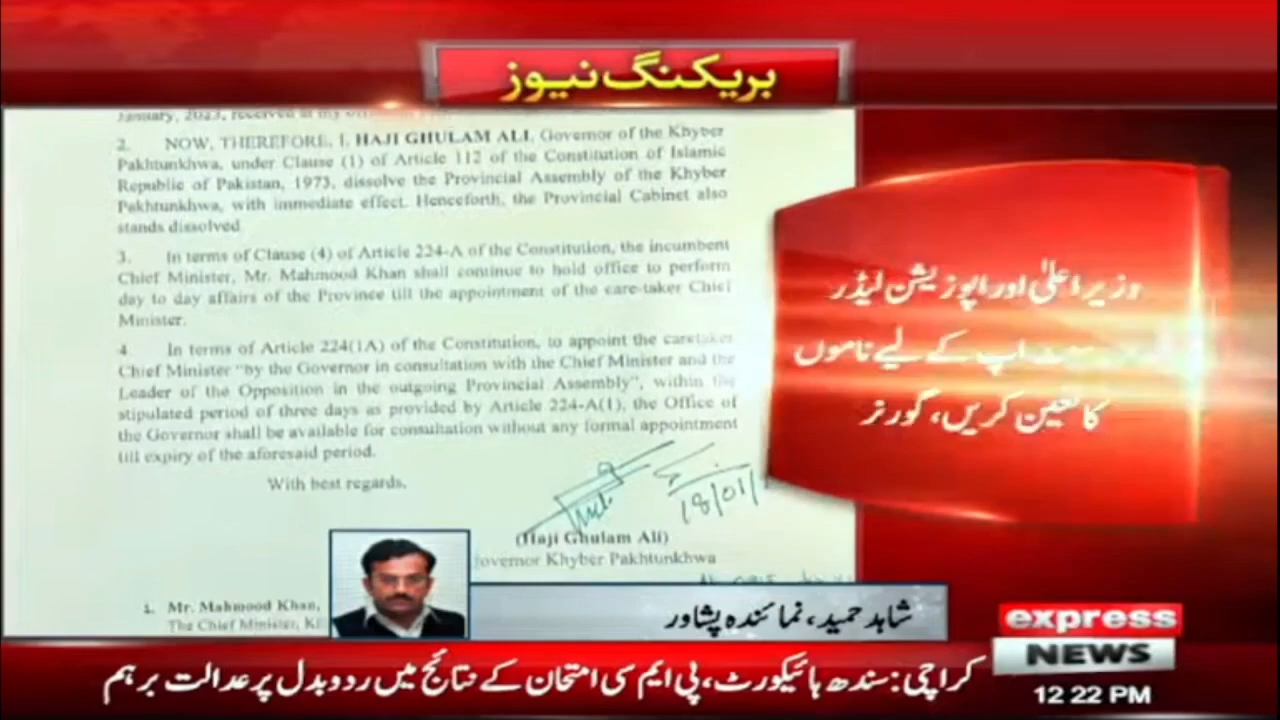 بریکنگ نیوز
January, 2023, received at my
2. NOW, THEREFORE, I, HAJI GHULAM ALI, Governor of the Khyber
Pakhtunkhwa, under Clause (1) of Article 112 of the Constitution of Islamic
Republic of Pakistan, 1973, dissolve the Provincial Assembly of the Khyber
Pakhtunkhwa, with immediate effect. Henceforth, the Provincial Cabinet also
stands dissolved
3. In terms of Clause (4) of Article 224-A of the Constitution, the incumbent
Chief Minister, Mr. Mahmood Khan shall continue to hold office to perform
day to day affairs of the Province till the appointment of the care-taker Chief
Minister.
4. In terms of Article 224(1A) of the Constitution, to appoint the caretaker
Chief Minister "by the Governor in consultation with the Chief Minister and the
Leader of the Opposition in the outgoing Provincial Assembly", within the
stipulated period of three days as provided by Article 224-A(1), the Office of
the Governor shall be available for consultation without any formal appointment
till expiry of the aforesaid period.
With best regards,
18/01/
(Haji Ghulam Ali)
overnor Khyber Pakhtunkhwa
1. Mr. Mahmood Khan,
The Chief Minister, K
وزیر اعلیٰ اور اپوزیشن لیڈر
اپ کے لیے ناموں
کا تعین کریں، گورنر
شاہد حمید، نمائندہ پشاور
express
NEWS
12:22 PM
کراچی: سندھ ہائیکورٹ، پی ایم سی امتحان کے نتائج میں ردوبدل پر عدالت برہم